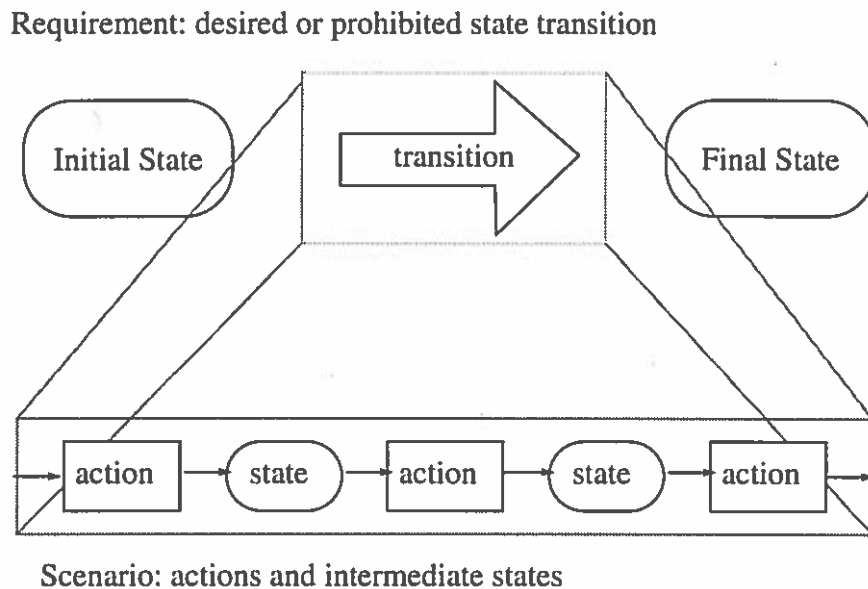 Requirement: desired or prohibited state transition
Initial State
transition
Final State
action
state
action
state
action
Scenario: actions and intermediate states